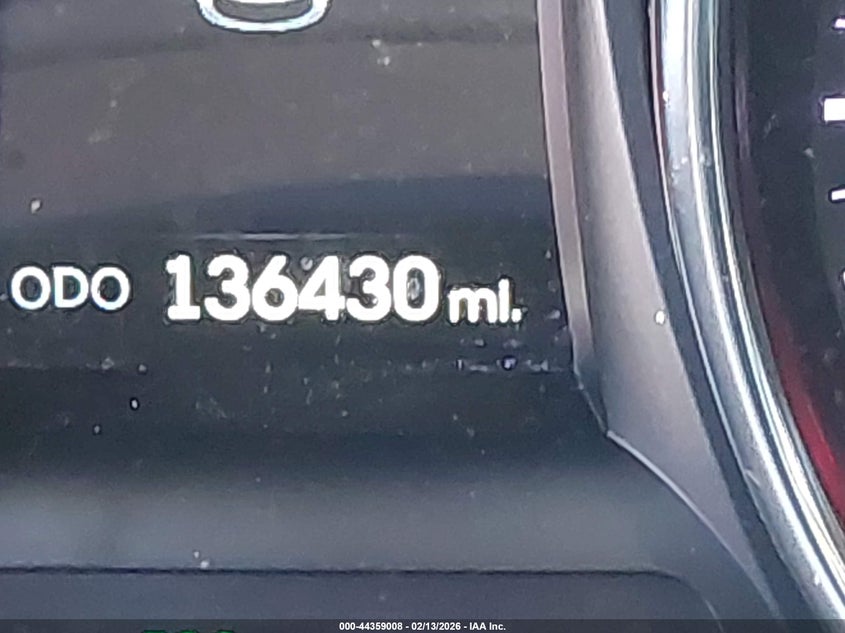 ODO 136430 mi.
000-44359008 - 02/13/2026 - IAA Inc.